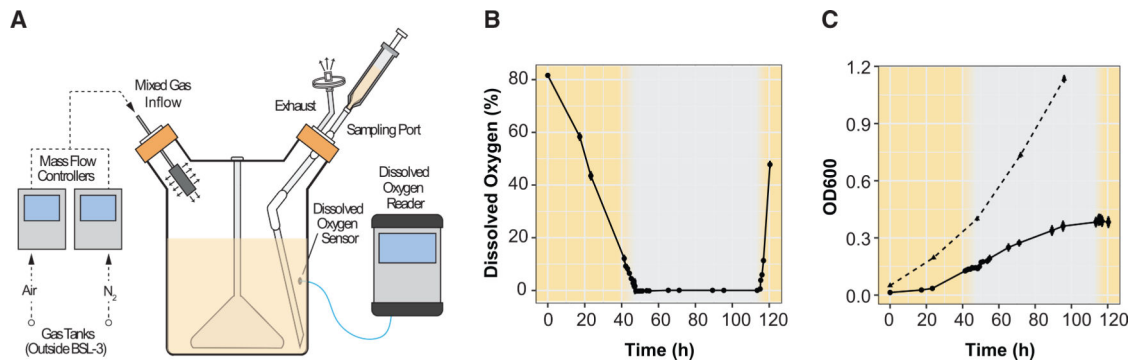 A
Mixed Gas
Inflow
Exhaust
Sampling Port
Mass Flow
Controllers
Dissolved
Oxygen
Reader
Dissolved
Oxygen
Sensor
Air
N2
Gas Tanks
(Outside BSL-3)
B
Dissolved Oxygen (%)
80
60
40
20
0
0 20 40 60 80 100 120
Time (h)
C
OD600
1.2
0.9
0.6
0.3
0.0
0 20 40 60 80 100 120
Time (h)